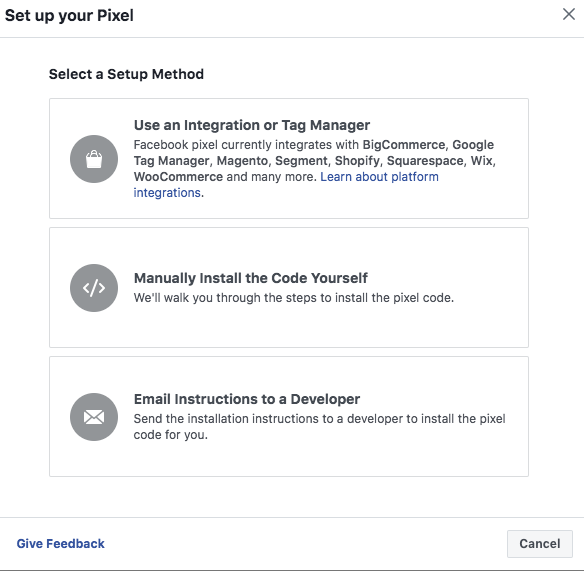 Set up your Pixel
Select a Setup Method
Use an Integration or Tag Manager
Facebook pixel currently integrates with BigCommerce, Google
Tag Manager, Magento, Segment, Shopify, Squarespace, Wix,
WooCommerce and many more. Learn about platform
integrations.
Manually Install the Code Yourself
We'll walk you through the steps to install the pixel code.
Email Instructions to a Developer
Send the installation instructions to a developer to install the pixel
code for you.
Give Feedback
Cancel